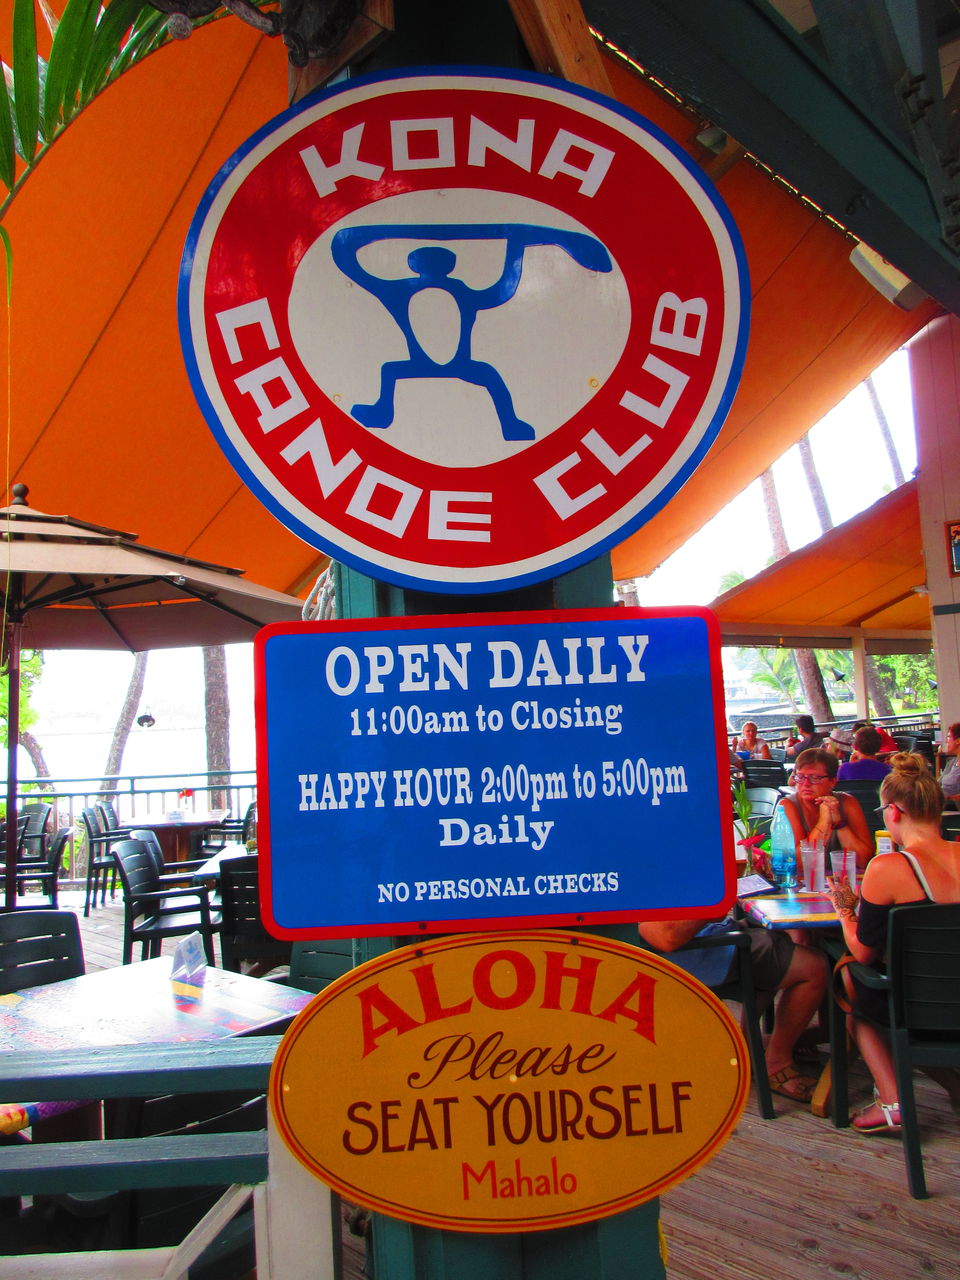 KONA
CANOE CLUB
OPEN DAILY
11:00am to Closing
HAPPY HOUR 2:00pm to 5:00pm
Daily
NO PERSONAL CHECKS
ALOHA
Please
SEAT YOURSELF
Mahalo